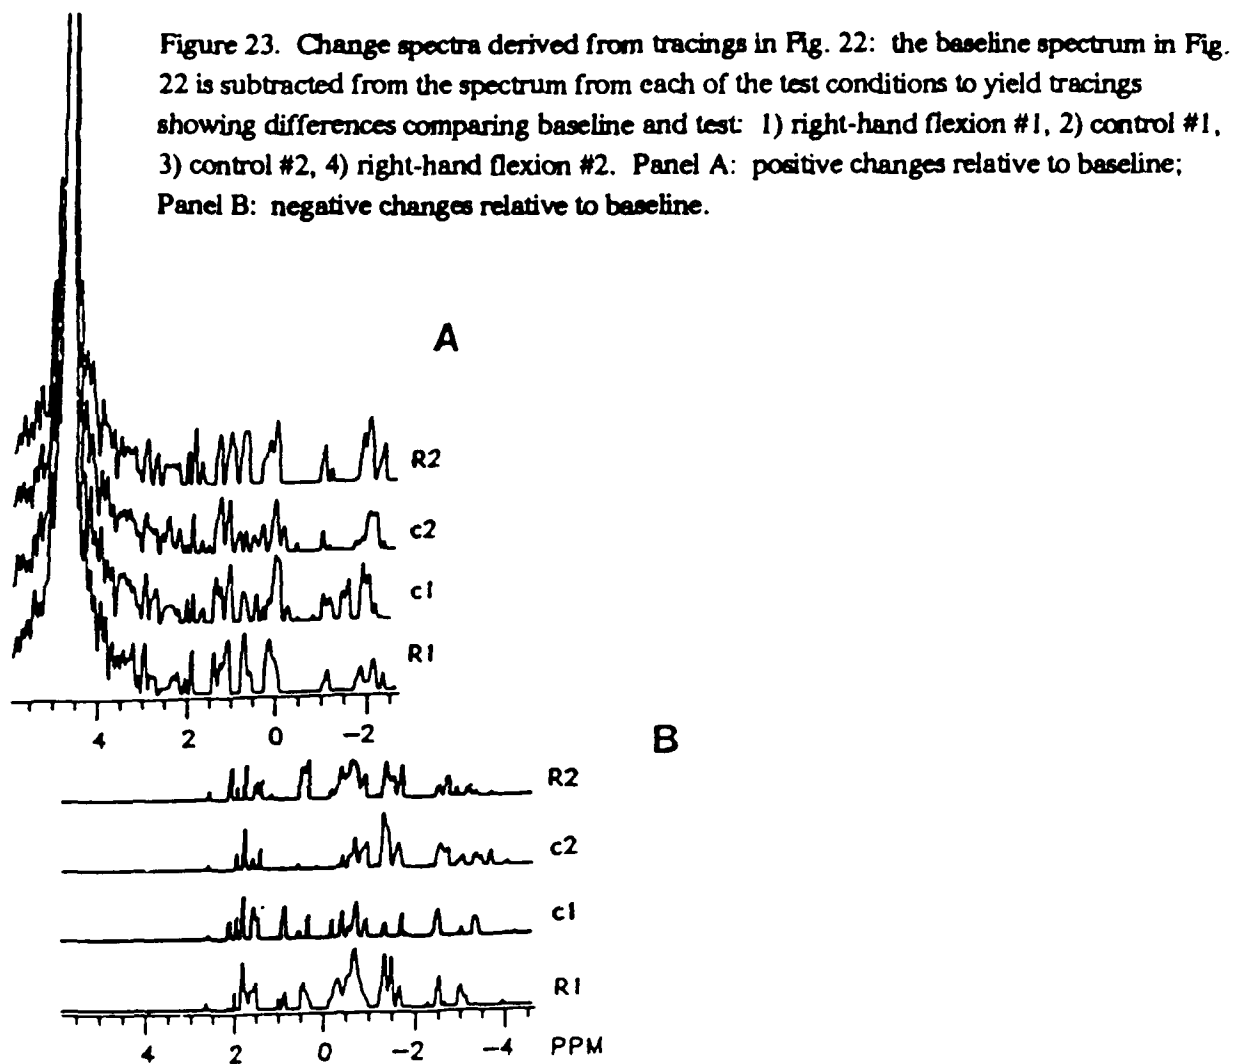 Figure 23. Change spectra derived from tracings in Fig. 22: the baseline spectrum in Fig.
22 is subtracted from the spectrum from each of the test conditions to yield tracings
showing differences comparing baseline and test: 1) right-hand flexion #1, 2) control #1,
3) control #2, 4) right-hand flexion #2. Panel A: positive changes relative to baseline;
Panel B: negative changes relative to baseline.
A
R2
c2
c1
R1
4 2 0 -2
B
R2
c2
c1
R1
4 2 0 -2 -4 PPM